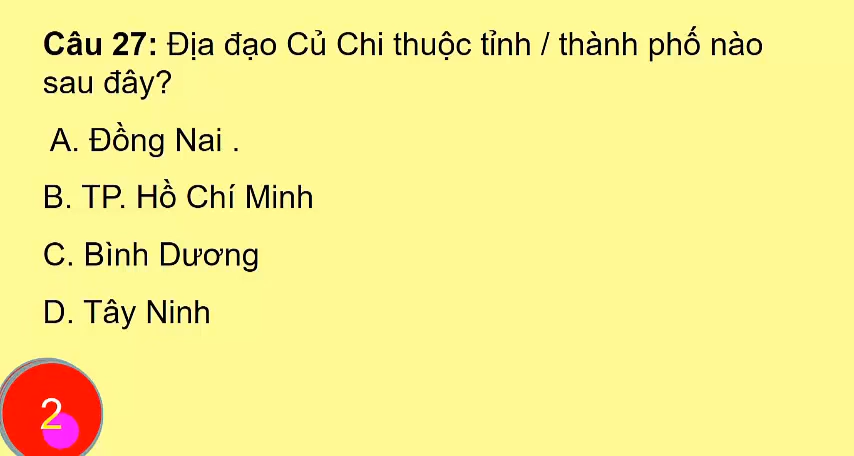 Câu 27: Địa đạo Củ Chi thuộc tỉnh / thành phố nào
sau đây?
A. Đồng Nai .
B. TP. Hồ Chí Minh
C. Bình Dương
D. Tây Ninh
2